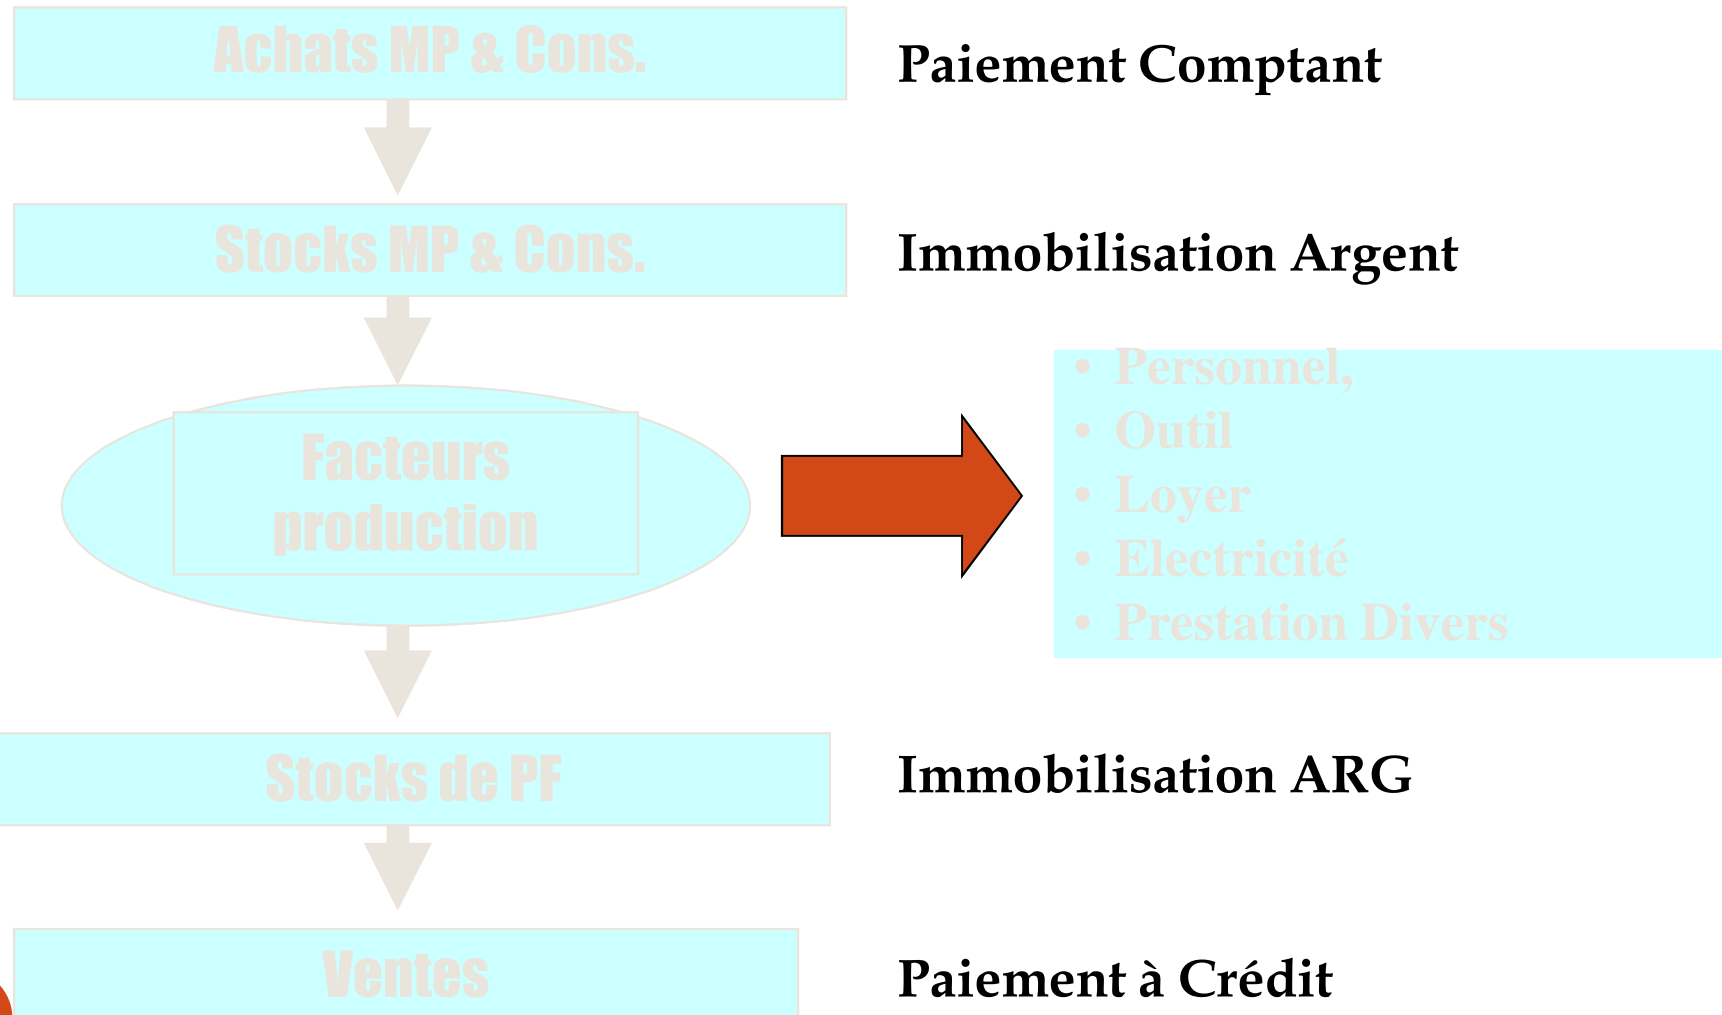 Achats MP & Cons.
Paiement Comptant
Stocks MP & Cons.
Immobilisation Argent
Facteurs
production
• Personnel,
• Outil
• Loyer
• Electricité
• Prestation Divers
Stocks de PF
Immobilisation ARG
Ventes
Paiement à Crédit